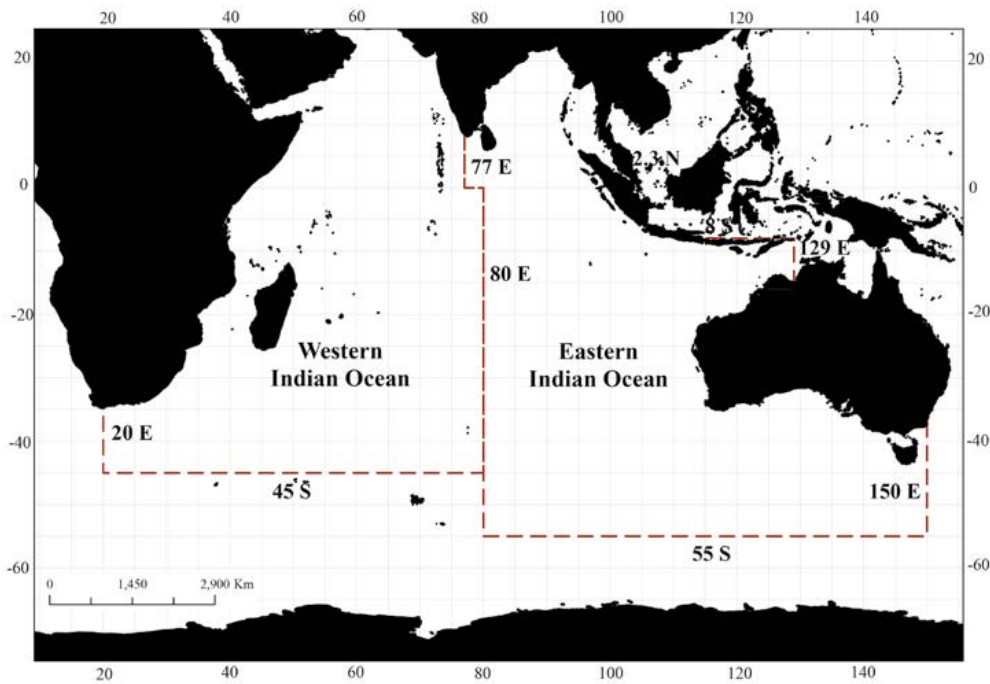 20 40 60 80 100 120 140
20 20
77 E
2.3 N
0 0
8 S
129 E
80 E
-20 -20
Western
Indian Ocean
Eastern
Indian Ocean
20 E
-40 -40
45 S
150 E
55 S
-60 -60
0 1,450 2,900 Km
20 40 60 80 100 120 140